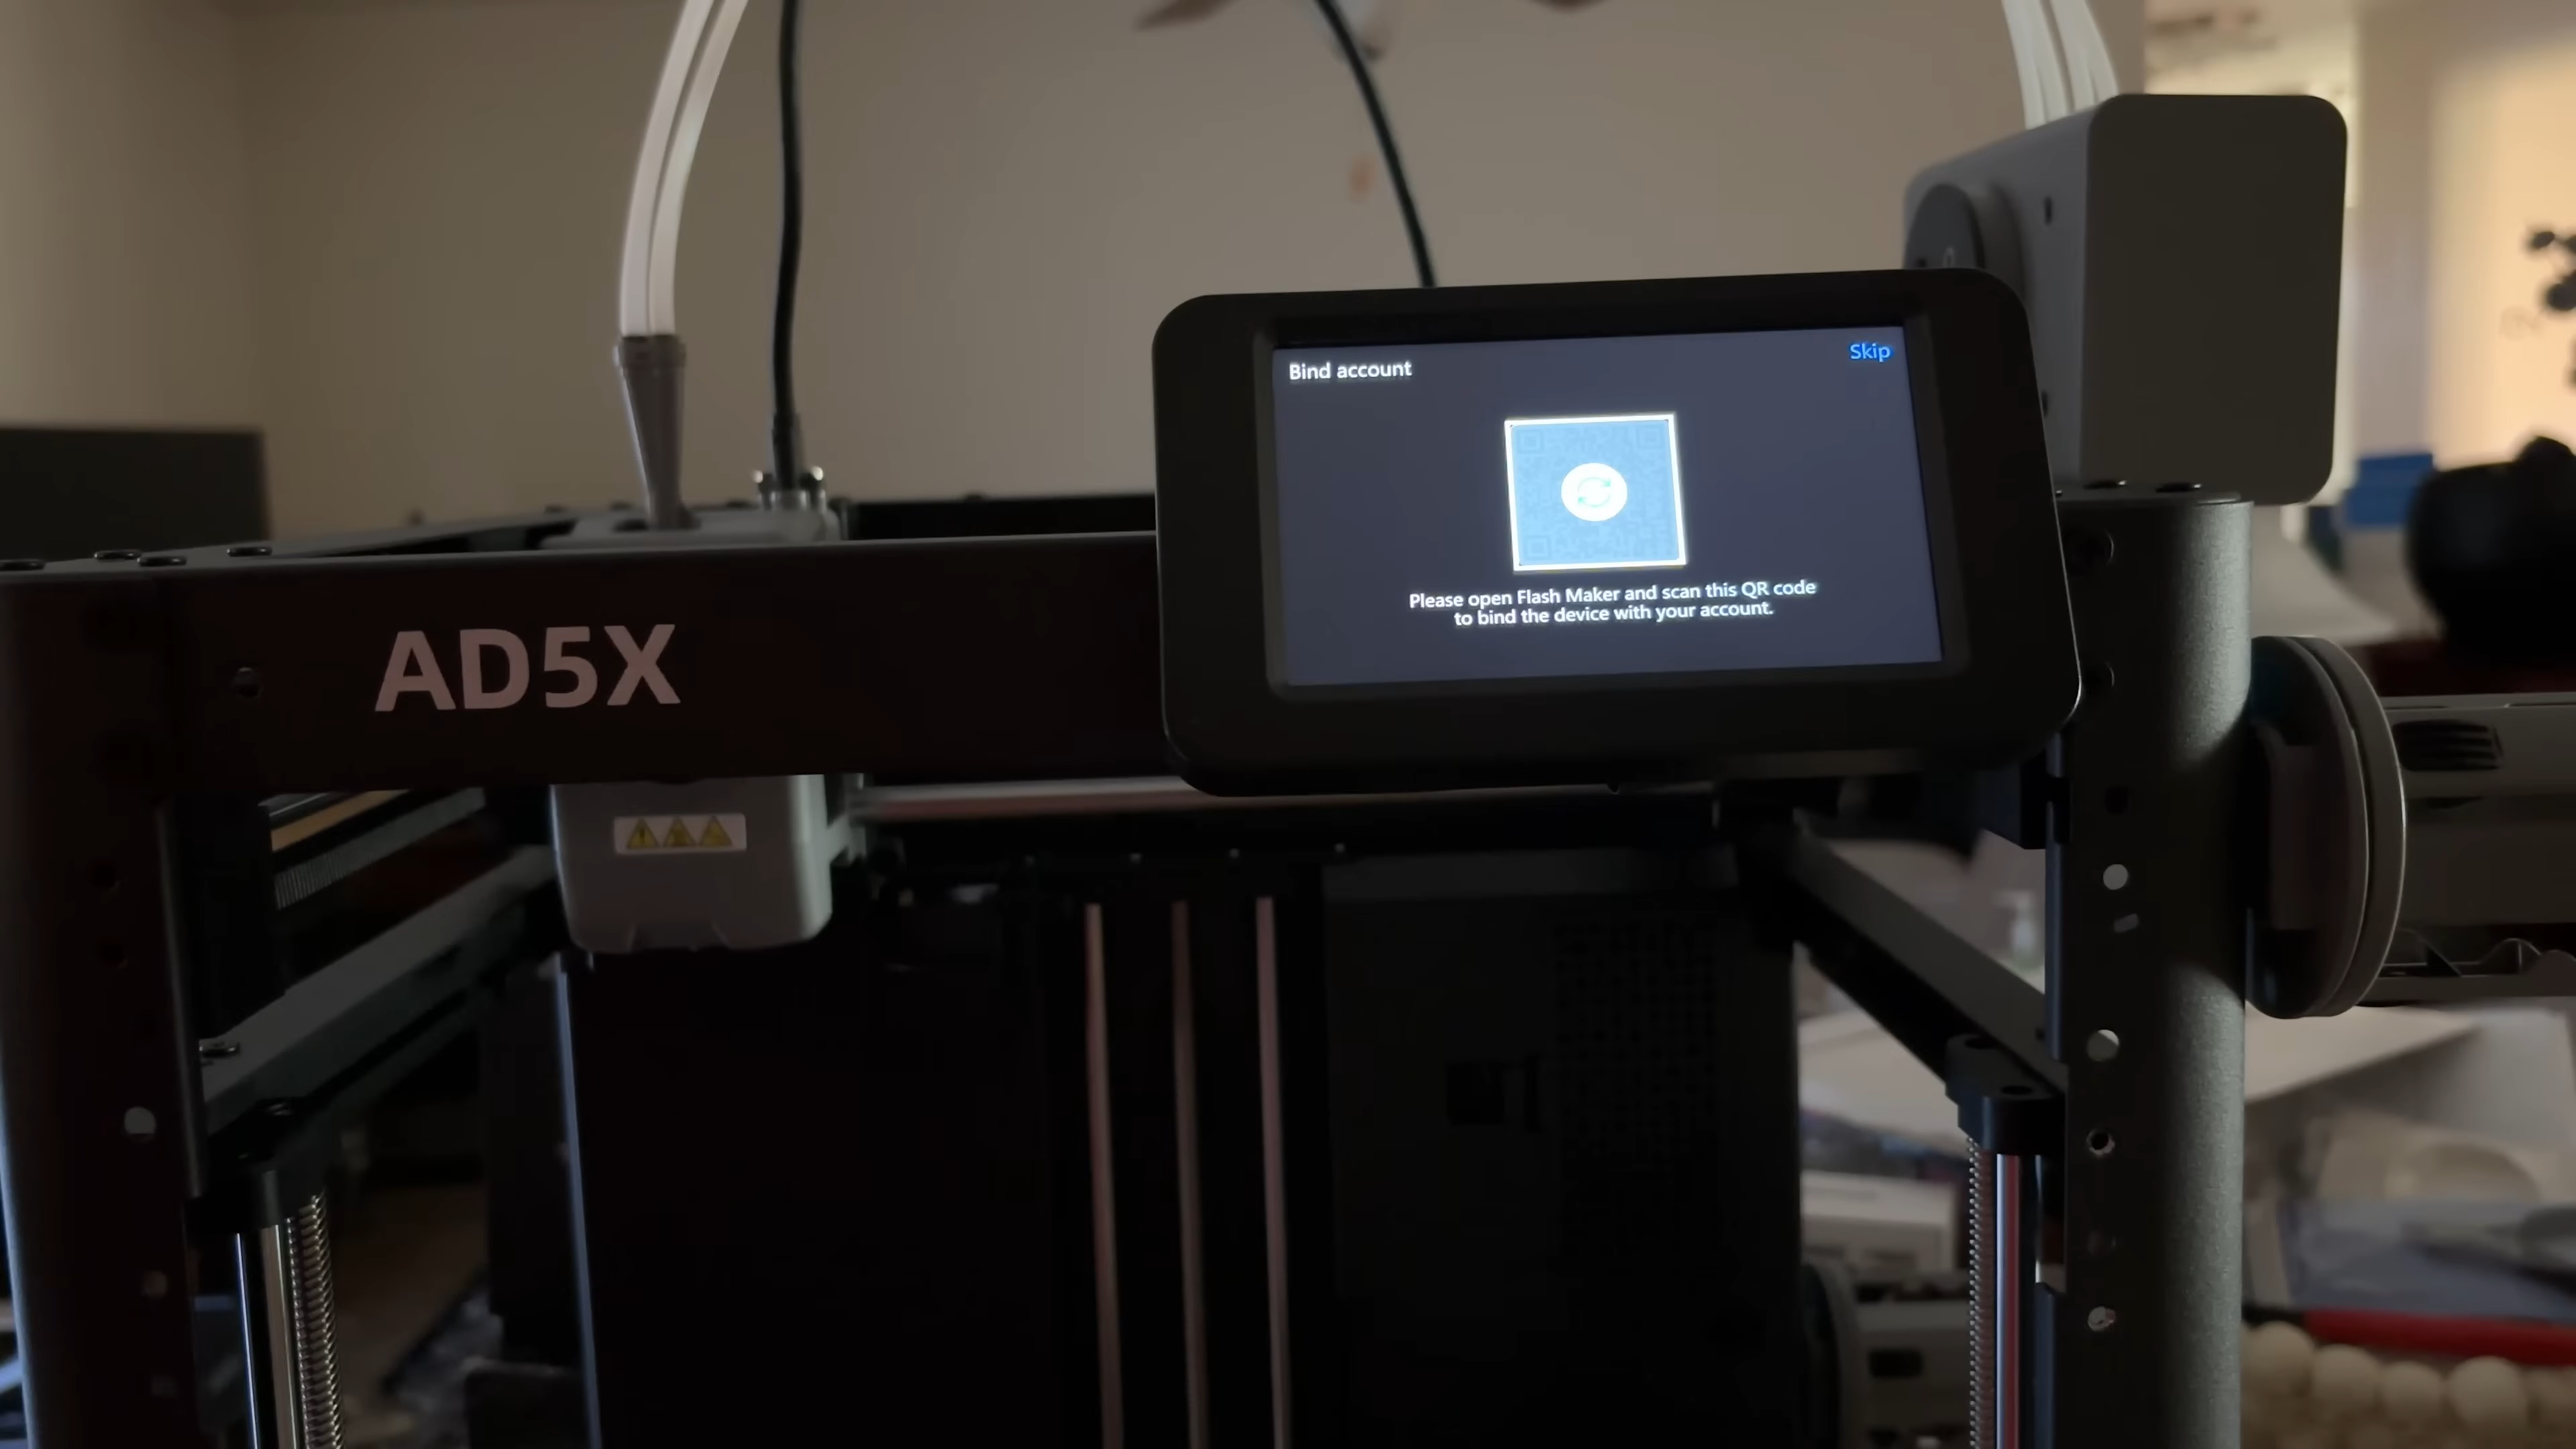 Bind account
Skip
Please open Flash Maker and scan this QR code
to bind the device with your account.
AD5X